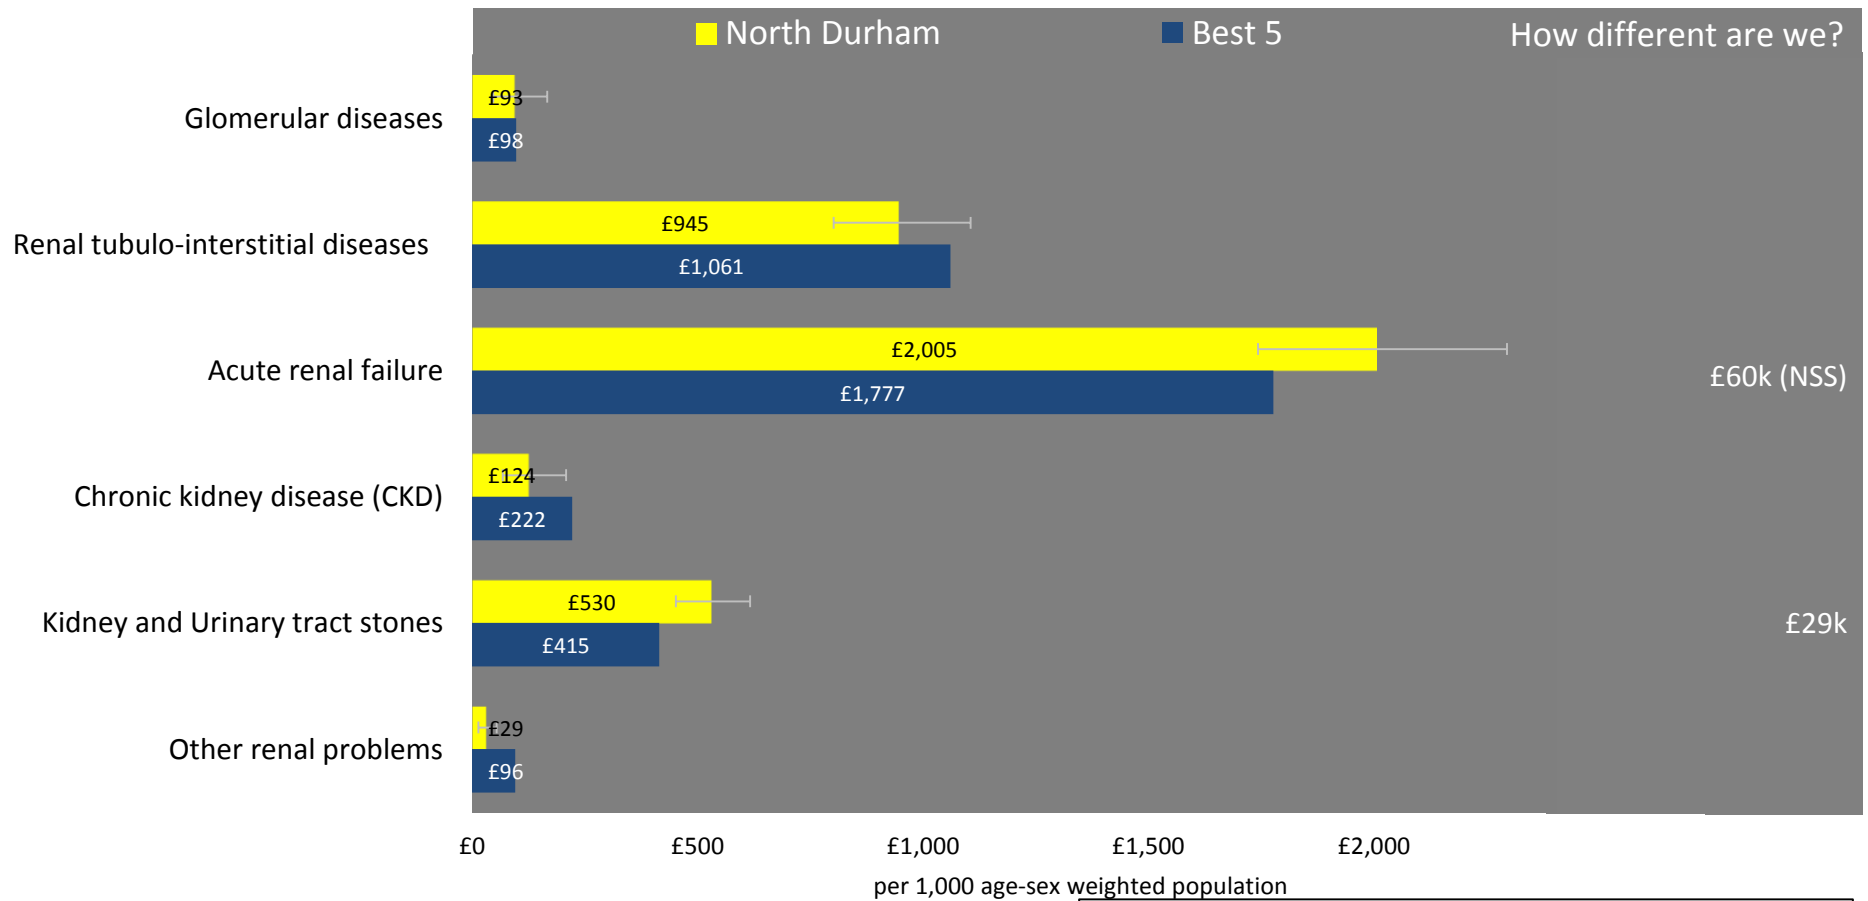 North Durham Best 5 How different are we?
Glomerular diseases
£93
£98
Renal tubulo-interstitial diseases
£945
£1,061
Acute renal failure
£2,005
£1,777
£60k (NSS)
Chronic kidney disease (CKD)
£124
£222
Kidney and Urinary tract stones
£530
£415
£29k
Other renal problems
£29
£96
£0 £500 £1,000 £1,500 £2,000
per 1,000 age-sex weighted population